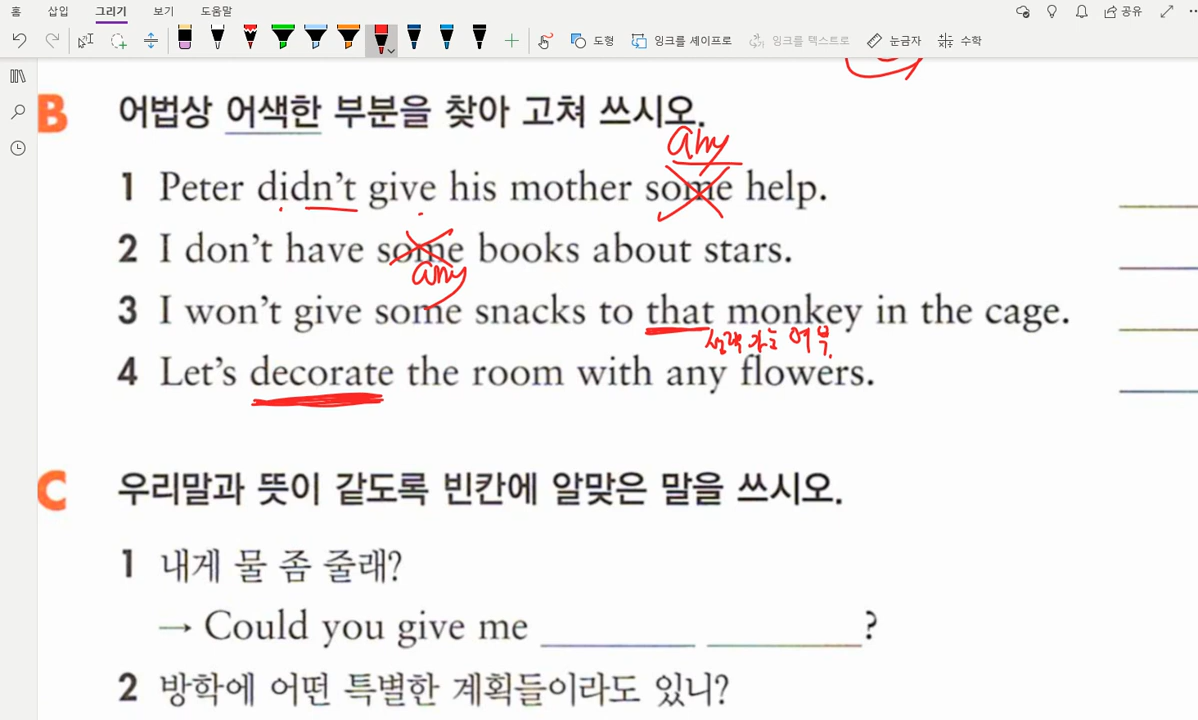 홈 삽입 그리기 보기 도움말
공유
도형 잉크를 셰이프로 잉크를 텍스트로 눈금자 수학
B 어법상 어색한 부분을 찾아 고쳐 쓰시오.
any
1 Peter didn't give his mother some help.
2 I don't have some books about stars.
any
3 I won't give some snacks to that monkey in the cage.
4 Let's decorate the room with any flowers.
C 우리말과 뜻이 같도록 빈칸에 알맞은 말을 쓰시오.
1 내게 물 좀 줄래?
→ Could you give me ?
2 방학에 어떤 특별한 계획들이라도 있니?